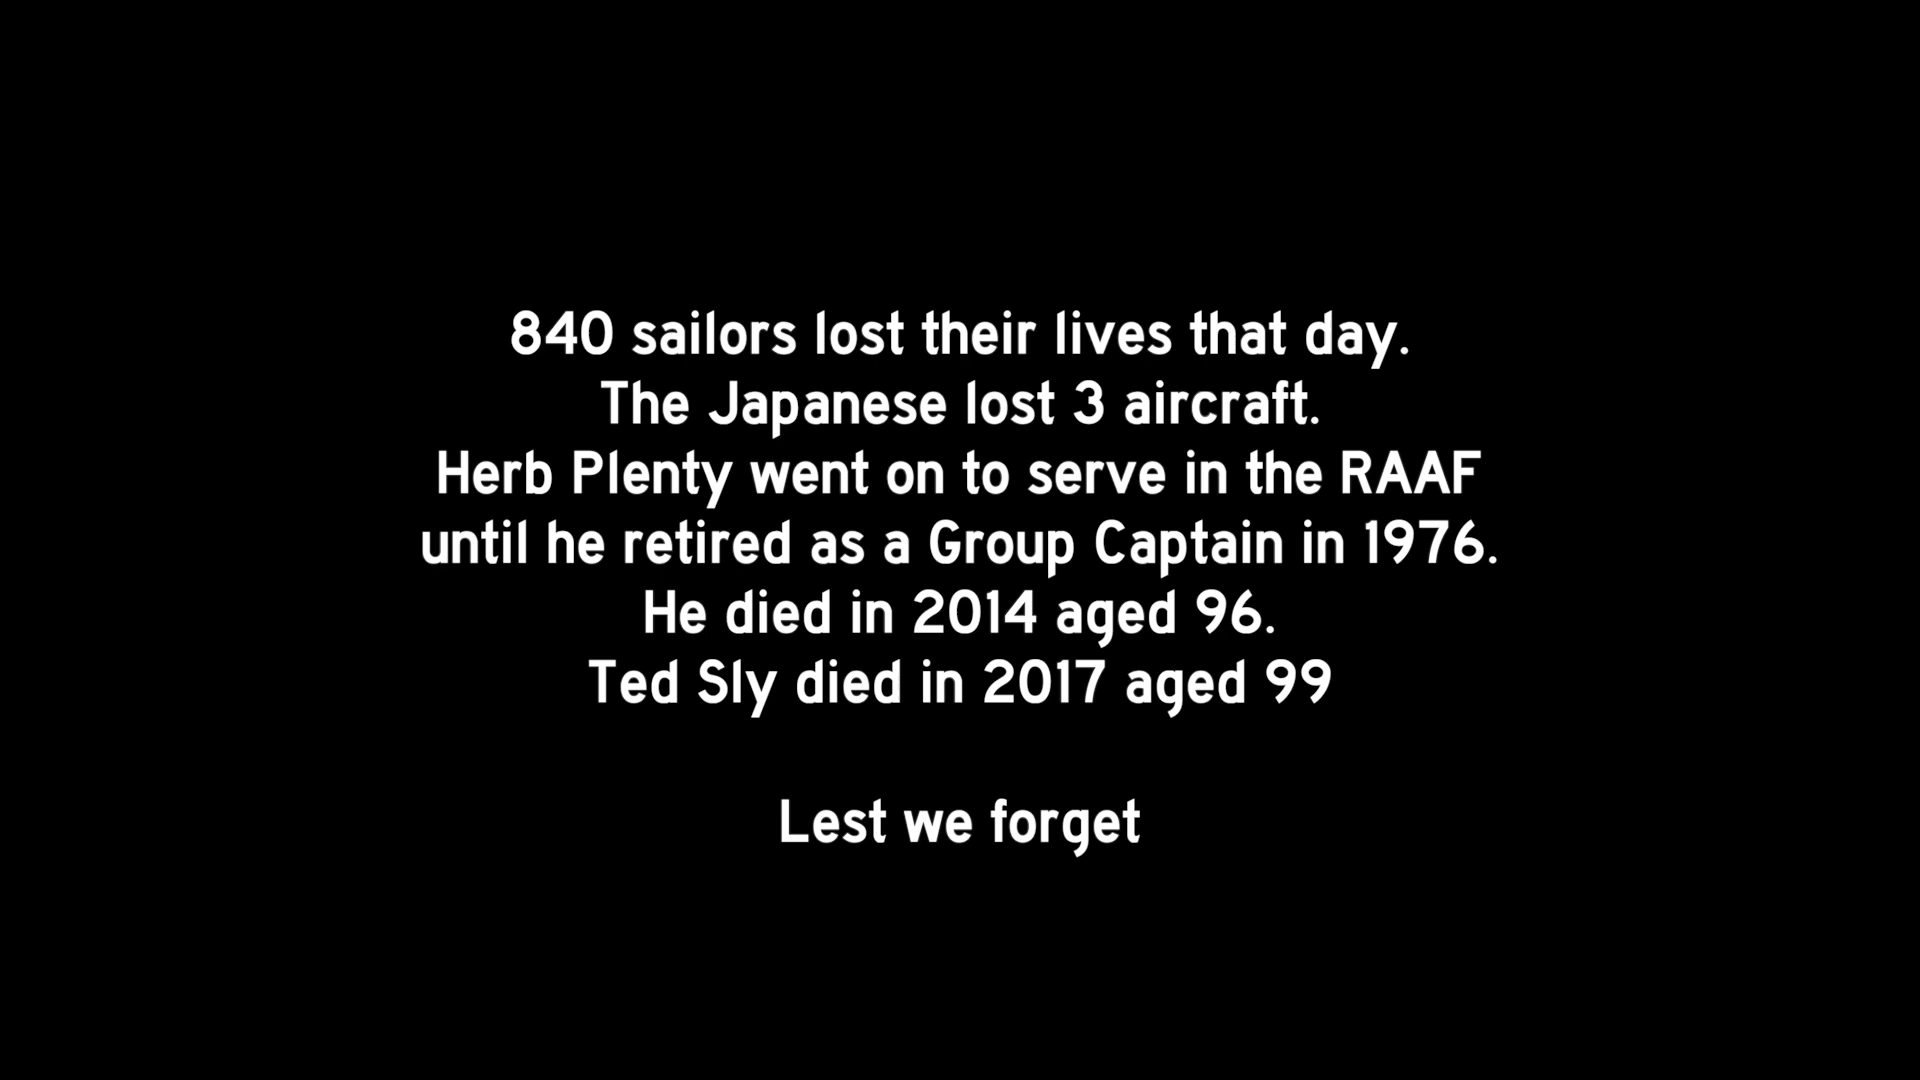 840 sailors lost their lives that day.
The Japanese lost 3 aircraft.
Herb Plenty went on to serve in the RAAF
until he retired as a Group Captain in 1976.
He died in 2014 aged 96.
Ted Sly died in 2017 aged 99
Lest we forget